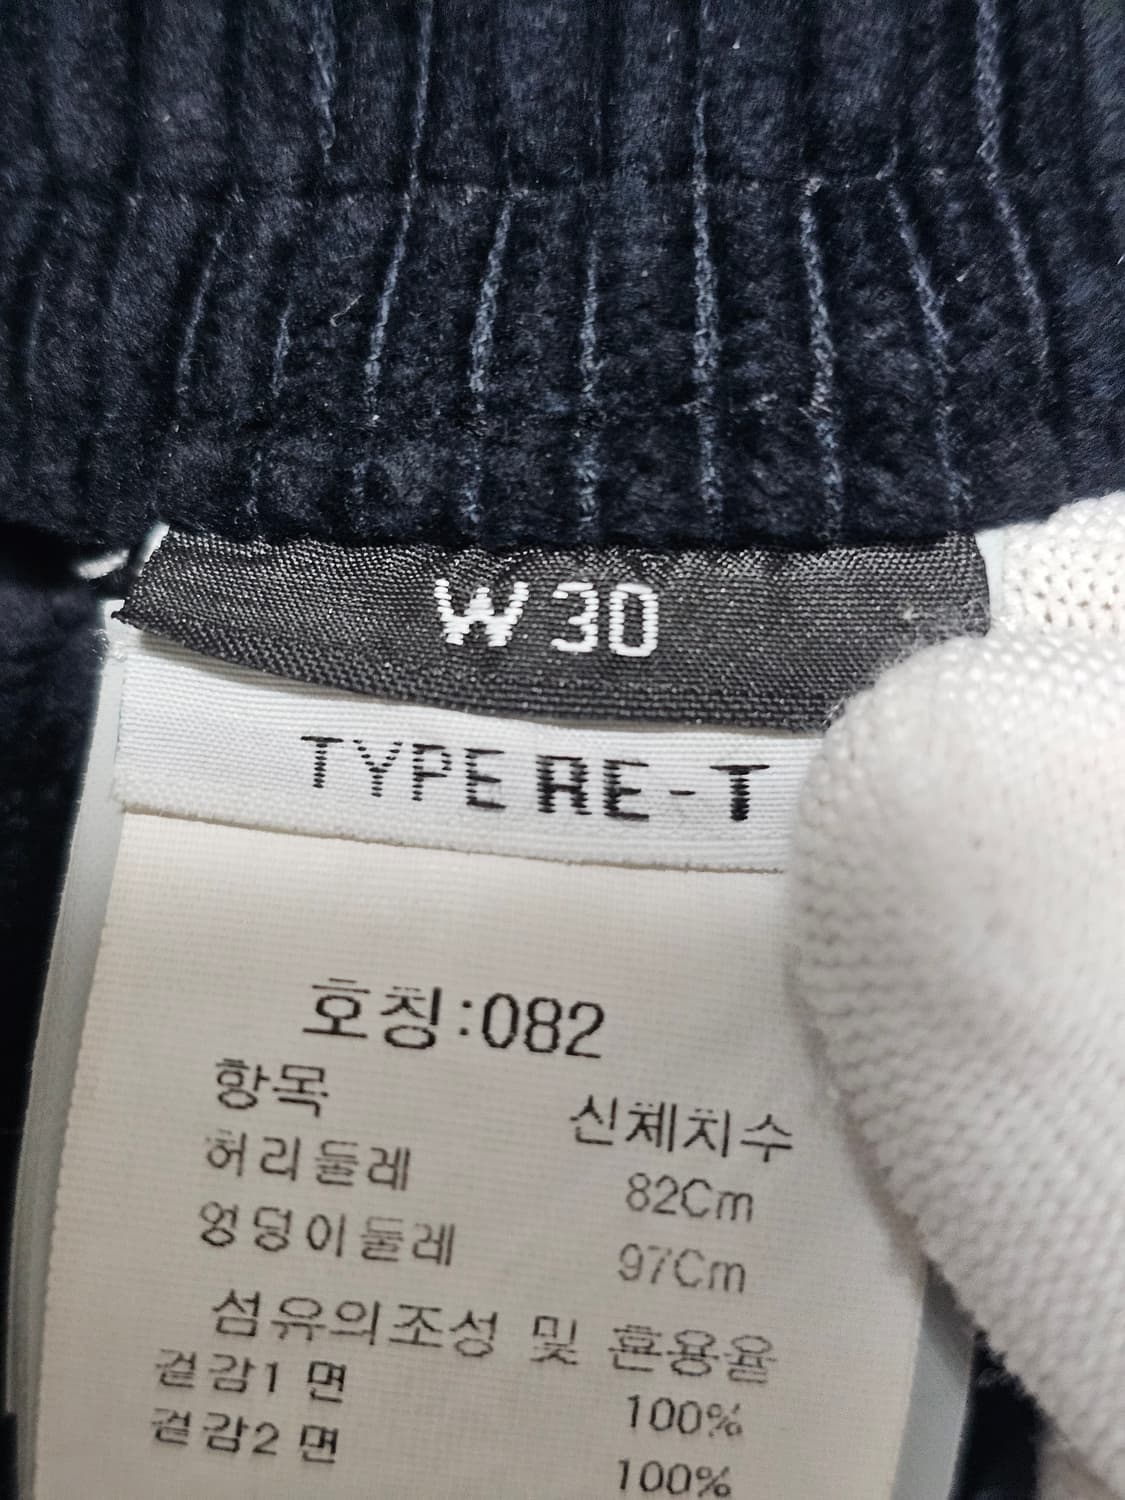 W 30
TYPE RE-T
호칭:082
항목 신체치수
허리둘레 82Cm
엉덩이둘레 97Cm
섬유의조성 및 혼용율
겉감1 면 100%
겉감2 면 100%